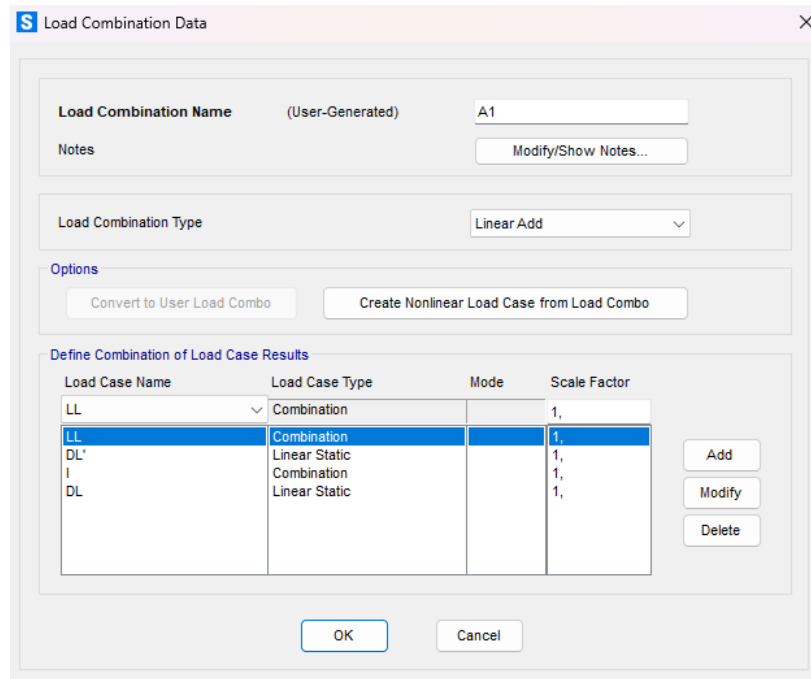 S Load Combination Data
Load Combination Name (User-Generated) A1
Notes Modify/Show Notes...
Load Combination Type Linear Add
Options
Convert to User Load Combo Create Nonlinear Load Case from Load Combo
Define Combination of Load Case Results
Load Case Name Load Case Type Mode Scale Factor
LL Combination 1,
LL Combination 1,
DL' Linear Static 1,
I Combination 1,
DL Linear Static 1,
Add
Modify
Delete
OK Cancel